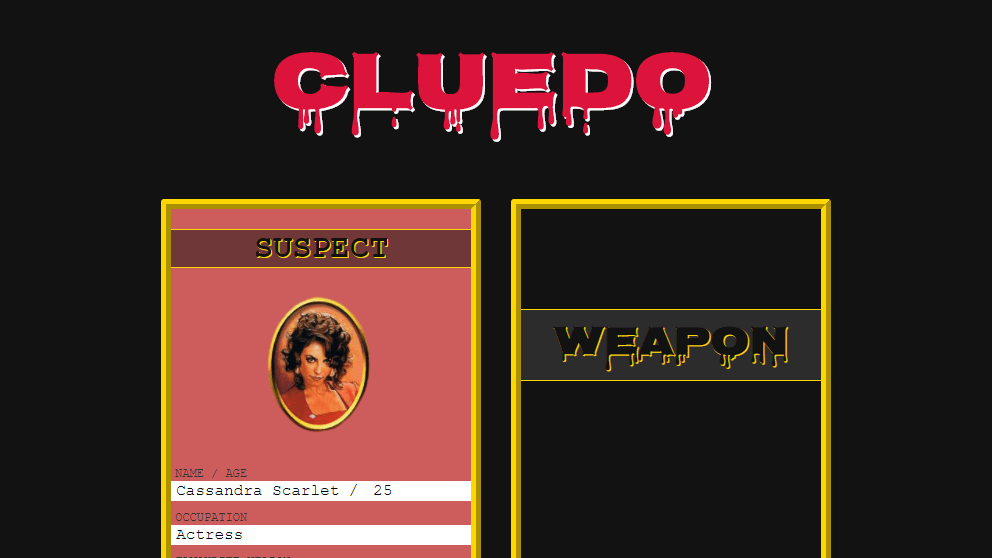 CLUEDO
SUSPECT
NAME / AGE
Cassandra Scarlet / 25
OCCUPATION
Actress
WEAPON